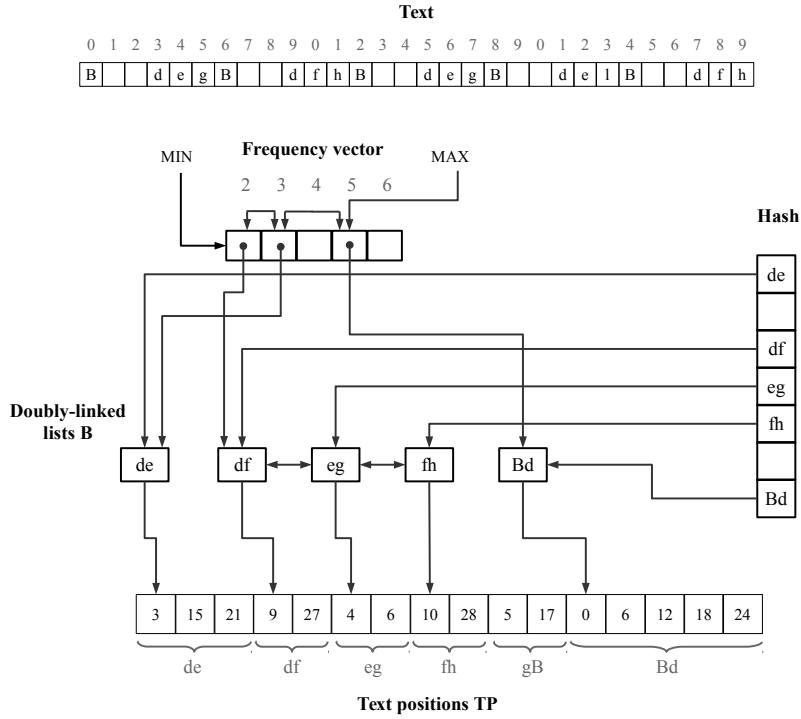 Text
0 1 2 3 4 5 6 7 8 9 0 1 2 3 4 5 6 7 8 9 0 1 2 3 4 5 6 7 8 9
B d e g B d f h B d e g B d e l B d f h
Frequency vector
MIN
MAX
2 3 4 5 6
Hash
de
df
eg
fh
Bd
Doubly-linked
lists B
de df eg fh Bd
3 15 21 9 27 4 6 10 28 5 17 0 6 12 18 24
de df eg fh gB Bd
Text positions TP